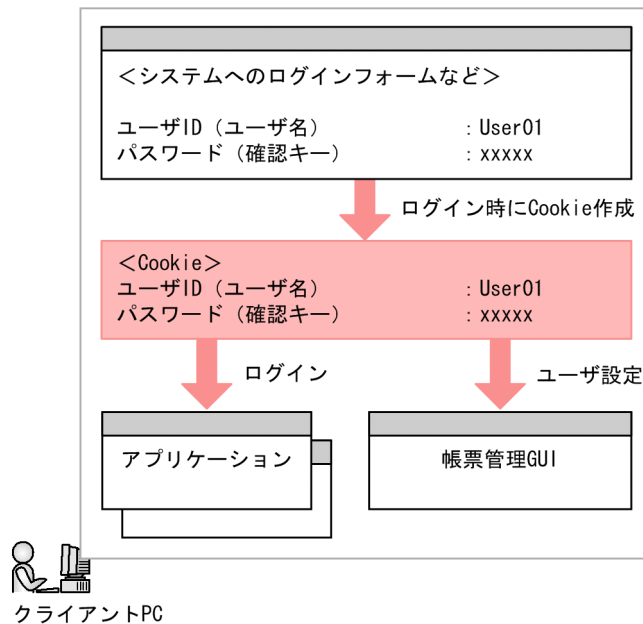 ＜システムへのログインフォームなど＞
ユーザID（ユーザ名）　：User01
パスワード（確認キー）　：xxxxx
ログイン時にCookie作成
＜Cookie＞
ユーザID（ユーザ名）　：User01
パスワード（確認キー）　：xxxxx
ログイン
ユーザ設定
アプリケーション
帳票管理GUI
クライアントPC